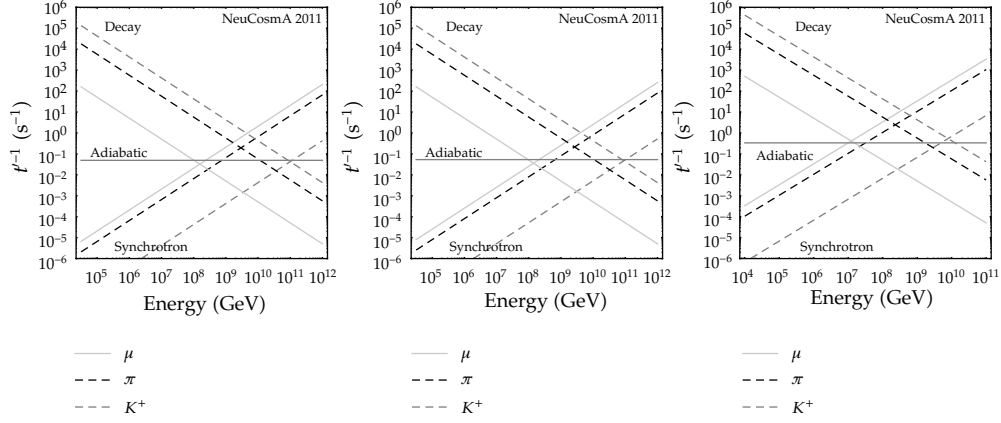 NeuCosmA 2011
Decay
Adiabatic
Synchrotron
t′⁻¹ (s⁻¹)
10⁶
10⁵
10⁴
10³
10²
10¹
10⁰
10⁻¹
10⁻²
10⁻³
10⁻⁴
10⁻⁵
10⁻⁶
10⁵ 10⁶ 10⁷ 10⁸ 10⁹ 10¹⁰ 10¹¹ 10¹²
Energy (GeV)
μ
π
K⁺
NeuCosmA 2011
Decay
Adiabatic
Synchrotron
t′⁻¹ (s⁻¹)
10⁶
10⁵
10⁴
10³
10²
10¹
10⁰
10⁻¹
10⁻²
10⁻³
10⁻⁴
10⁻⁵
10⁻⁶
10⁵ 10⁶ 10⁷ 10⁸ 10⁹ 10¹⁰ 10¹¹ 10¹²
Energy (GeV)
μ
π
K⁺
NeuCosmA 2011
Decay
Adiabatic
Synchrotron
t′⁻¹ (s⁻¹)
10⁶
10⁵
10⁴
10³
10²
10¹
10⁰
10⁻¹
10⁻²
10⁻³
10⁻⁴
10⁻⁵
10⁻⁶
10⁴ 10⁵ 10⁶ 10⁷ 10⁸ 10⁹ 10¹⁰ 10¹¹
Energy (GeV)
μ
π
K⁺